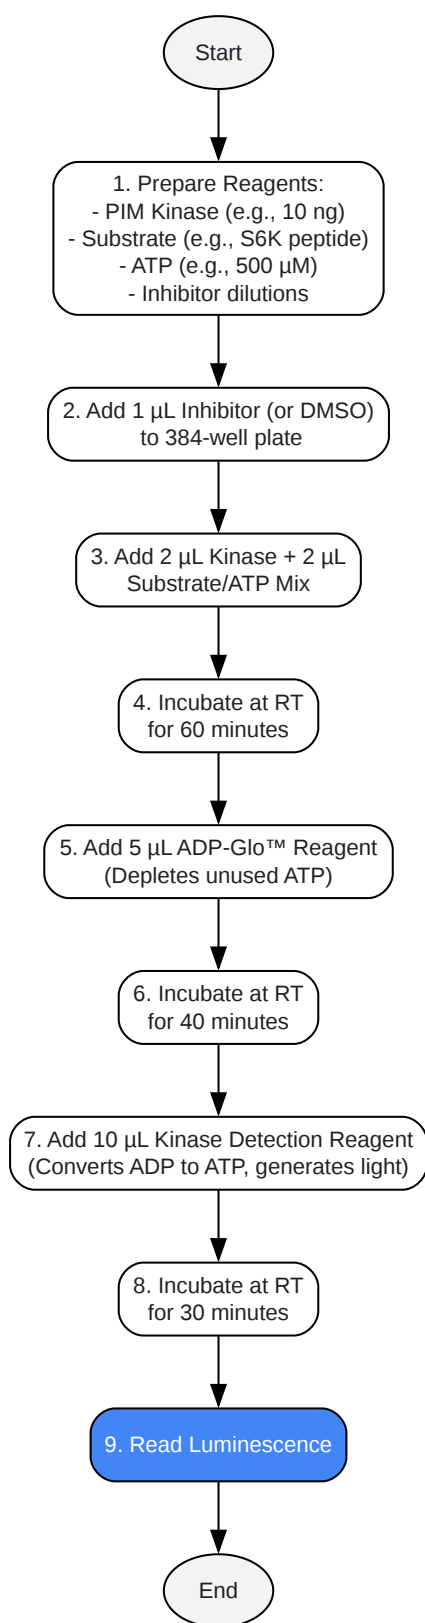 Start
1. Prepare Reagents:
- PIM Kinase (e.g., 10 ng)
- Substrate (e.g., S6K peptide)
- ATP (e.g., 500 µM)
- Inhibitor dilutions
2. Add 1 µL Inhibitor (or DMSO)
to 384-well plate
3. Add 2 µL Kinase + 2 µL
Substrate/ATP Mix
4. Incubate at RT
for 60 minutes
5. Add 5 µL ADP-Glo™ Reagent
(Depletes unused ATP)
6. Incubate at RT
for 40 minutes
7. Add 10 µL Kinase Detection Reagent
(Converts ADP to ATP, generates light)
8. Incubate at RT
for 30 minutes
9. Read Luminescence
End